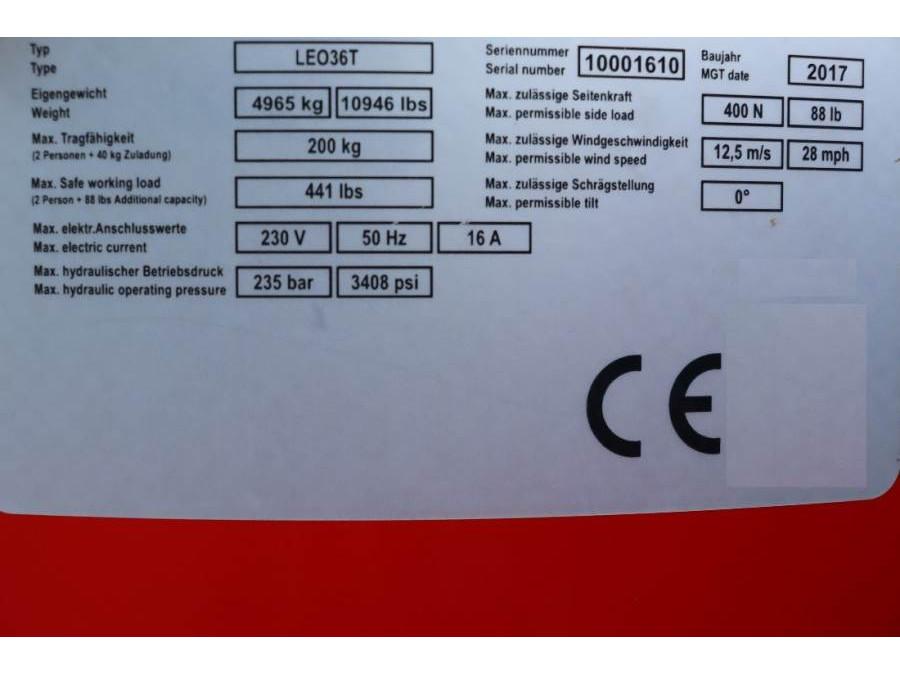 Typ
Type
LEO36T
Seriennummer
Serial number
10001610
Baujahr
MGT date
2017
Eigengewicht
Weight
4965 kg 10946 lbs
Max. zulässige Seitenkraft
Max. permissible side load
400 N 88 lb
Max. Tragfähigkeit
(2 Personen + 40 kg Zuladung)
200 kg
Max. zulässige Windgeschwindigkeit
Max. permissible wind speed
12,5 m/s 28 mph
Max. Safe working load
(2 Person + 88 lbs Additional capacity)
441 lbs
Max. zulässige Schrägstellung
Max. permissible tilt
0°
Max. elektr.Anschlusswerte
Max. electric current
230 V 50 Hz 16 A
Max. hydraulischer Betriebsdruck
Max. hydraulic operating pressure
235 bar 3408 psi
CE